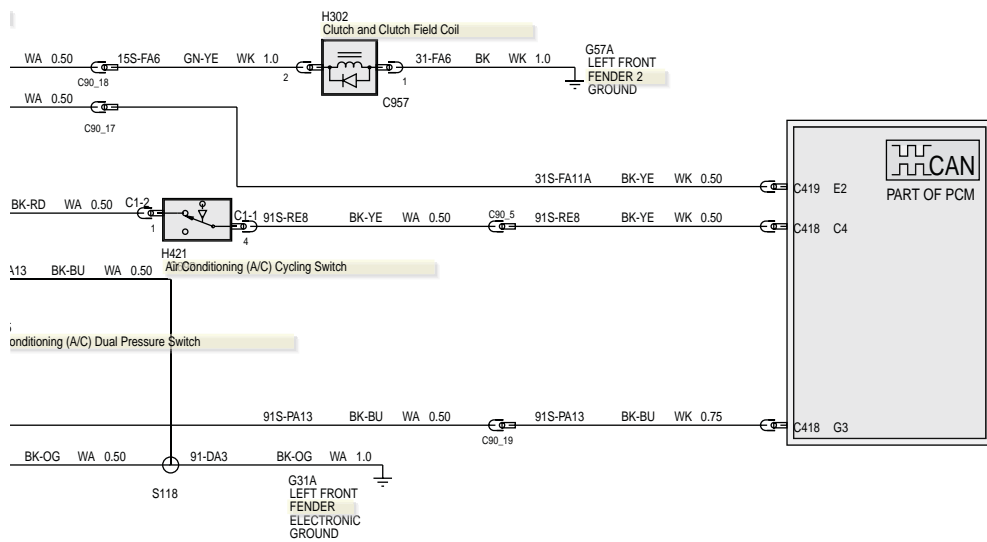 H302
Clutch and Clutch Field Coil
WA 0.50 15S-FA6 GN-YE WK 1.0 2 1 31-FA6 BK WK 1.0
C90_18
C957
G57A
LEFT FRONT
FENDER 2
GROUND
WA 0.50
C90_17
CAN
PART OF PCM
31S-FA11A BK-YE WK 0.50 C419 E2
BK-RD WA 0.50 C1-2 1 C1-1 4 91S-RE8 BK-YE WA 0.50 C90_5 91S-RE8 BK-YE WK 0.50 C418 C4
H421
Air Conditioning (A/C) Cycling Switch
A13 BK-BU WA 0.50
onditioning (A/C) Dual Pressure Switch
91S-PA13 BK-BU WA 0.50 91S-PA13 BK-BU WK 0.75 C418 G3
C90_19
BK-OG WA 0.50 91-DA3 BK-OG WA 1.0
S118
G31A
LEFT FRONT
FENDER
ELECTRONIC
GROUND